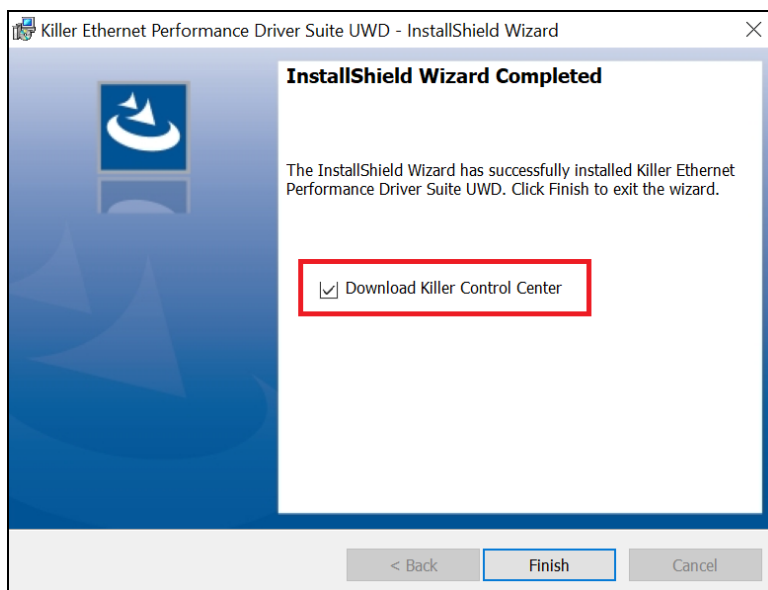 Killer Ethernet Performance Driver Suite UWD - InstallShield Wizard
InstallShield Wizard Completed
The InstallShield Wizard has successfully installed Killer Ethernet
Performance Driver Suite UWD. Click Finish to exit the wizard.
Download Killer Control Center
< Back
Finish
Cancel